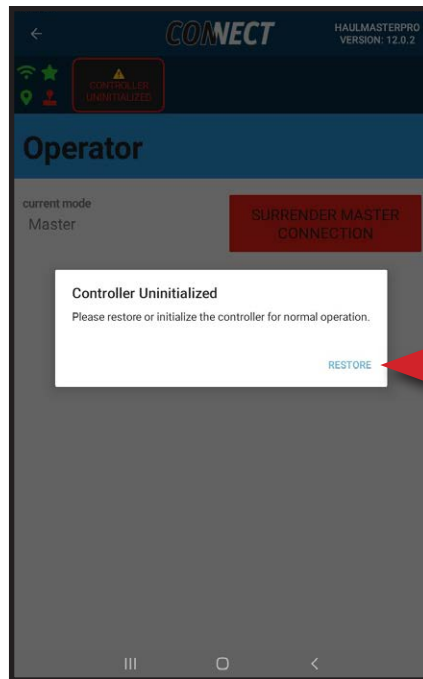 CONNECT
HAULMASTERPRO
VERSION: 12.0.2
CONTROLLER
UNINITIALIZED
Operator
current mode
Master
SURRENDER MASTER
CONNECTION
Controller Uninitialized
Please restore or initialize the controller for normal operation.
RESTORE